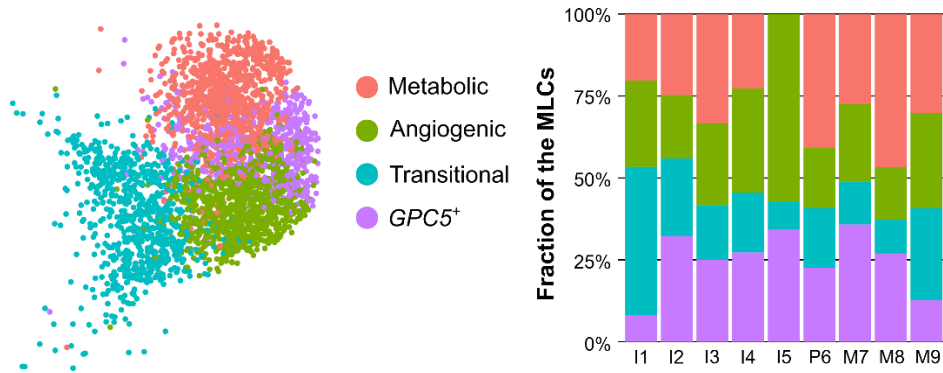 Metabolic
Angiogenic
Transitional
GPC5+
Fraction of the MLCs
100%
75%
50%
25%
0%
I1 I2 I3 I4 I5 P6 M7 M8 M9